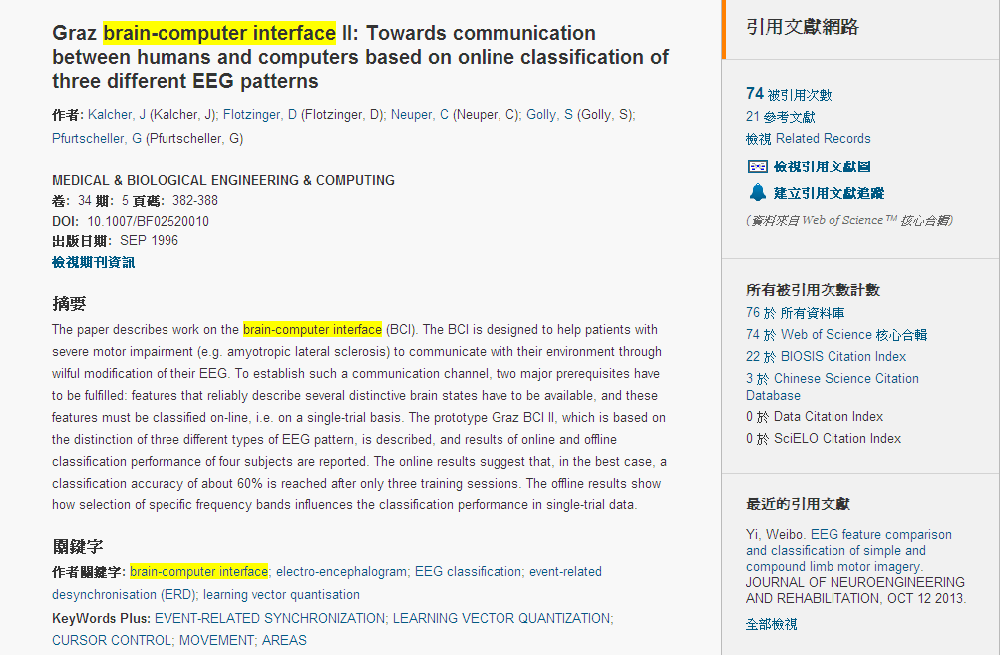 Graz brain-computer interface II: Towards communication
between humans and computers based on online classification of
three different EEG patterns
作者: Kalcher, J (Kalcher, J); Flotzinger, D (Flotzinger, D); Neuper, C (Neuper, C); Golly, S (Golly, S);
Pfurtscheller, G (Pfurtscheller, G)
MEDICAL & BIOLOGICAL ENGINEERING & COMPUTING
卷: 34 期: 5 頁碼: 382-388
DOI: 10.1007/BF02520010
出版日期: SEP 1996
檢視期刊資訊
摘要
The paper describes work on the brain-computer interface (BCI). The BCI is designed to help patients with
severe motor impairment (e.g. amyotropic lateral sclerosis) to communicate with their environment through
wilful modification of their EEG. To establish such a communication channel, two major prerequisites have
to be fulfilled: features that reliably describe several distinctive brain states have to be available, and these
features must be classified on-line, i.e. on a single-trial basis. The prototype Graz BCI II, which is based on
the distinction of three different types of EEG pattern, is described, and results of online and offline
classification performance of four subjects are reported. The online results suggest that, in the best case, a
classification accuracy of about 60% is reached after only three training sessions. The offline results show
how selection of specific frequency bands influences the classification performance in single-trial data.
關鍵字
作者關鍵字: brain-computer interface; electro-encephalogram; EEG classification; event-related
desynchronisation (ERD); learning vector quantisation
KeyWords Plus: EVENT-RELATED SYNCHRONIZATION; LEARNING VECTOR QUANTIZATION;
CURSOR CONTROL; MOVEMENT; AREAS
引用文獻網路
74 被引用次數
21 參考文獻
檢視 Related Records
檢視引用文獻圖
建立引用文獻追蹤
(資料來自 Web of Science™ 核心合輯)
所有被引用次數計數
76 於 所有資料庫
74 於 Web of Science 核心合輯
22 於 BIOSIS Citation Index
3 於 Chinese Science Citation
Database
0 於 Data Citation Index
0 於 SciELO Citation Index
最近的引用文獻
Yi, Weibo. EEG feature comparison
and classification of simple and
compound limb motor imagery.
JOURNAL OF NEUROENGINEERING
AND REHABILITATION, OCT 12 2013.
全部檢視